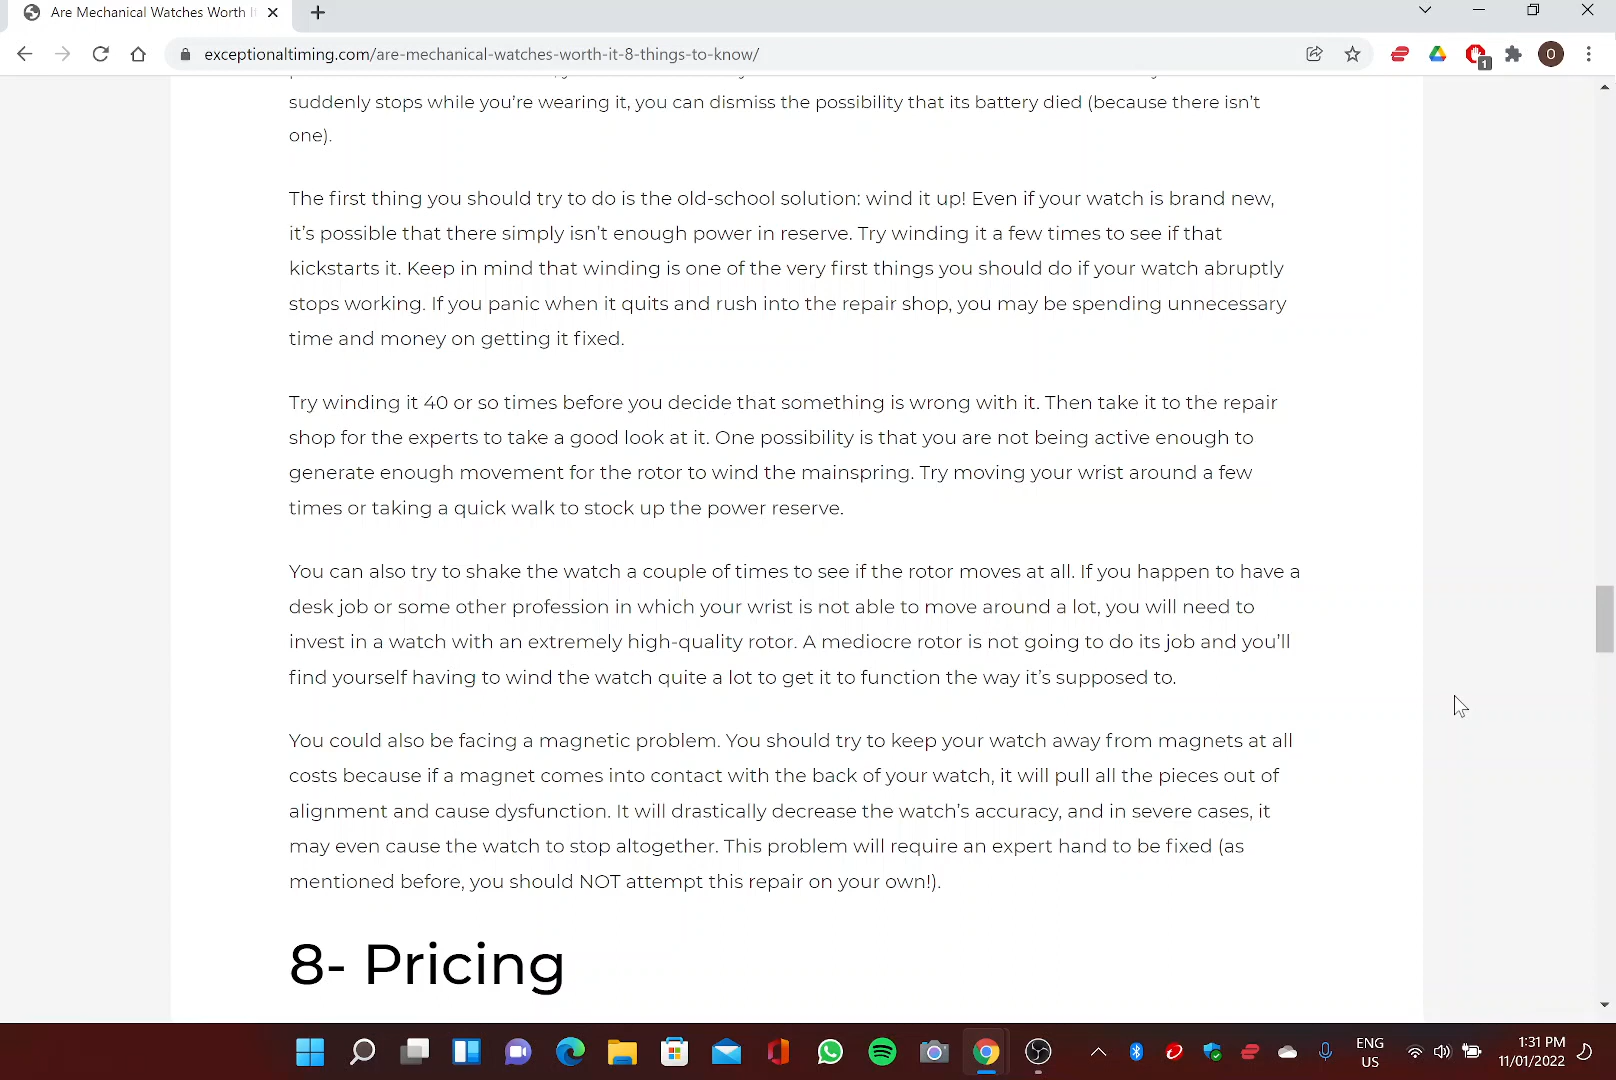 Are Mechanical Watches Worth I
exceptionaltiming.com/are-mechanical-watches-worth-it-8-things-to-know/
1
O
suddenly stops while you’re wearing it, you can dismiss the possibility that its battery died (because there isn’t
one).
The first thing you should try to do is the old-school solution: wind it up! Even if your watch is brand new,
it’s possible that there simply isn’t enough power in reserve. Try winding it a few times to see if that
kickstarts it. Keep in mind that winding is one of the very first things you should do if your watch abruptly
stops working. If you panic when it quits and rush into the repair shop, you may be spending unnecessary
time and money on getting it fixed.
Try winding it 40 or so times before you decide that something is wrong with it. Then take it to the repair
shop for the experts to take a good look at it. One possibility is that you are not being active enough to
generate enough movement for the rotor to wind the mainspring. Try moving your wrist around a few
times or taking a quick walk to stock up the power reserve.
You can also try to shake the watch a couple of times to see if the rotor moves at all. If you happen to have a
desk job or some other profession in which your wrist is not able to move around a lot, you will need to
invest in a watch with an extremely high-quality rotor. A mediocre rotor is not going to do its job and you’ll
find yourself having to wind the watch quite a lot to get it to function the way it’s supposed to.
You could also be facing a magnetic problem. You should try to keep your watch away from magnets at all
costs because if a magnet comes into contact with the back of your watch, it will pull all the pieces out of
alignment and cause dysfunction. It will drastically decrease the watch’s accuracy, and in severe cases, it
may even cause the watch to stop altogether. This problem will require an expert hand to be fixed (as
mentioned before, you should NOT attempt this repair on your own!).
8- Pricing
ENG
US
1:31 PM
11/01/2022